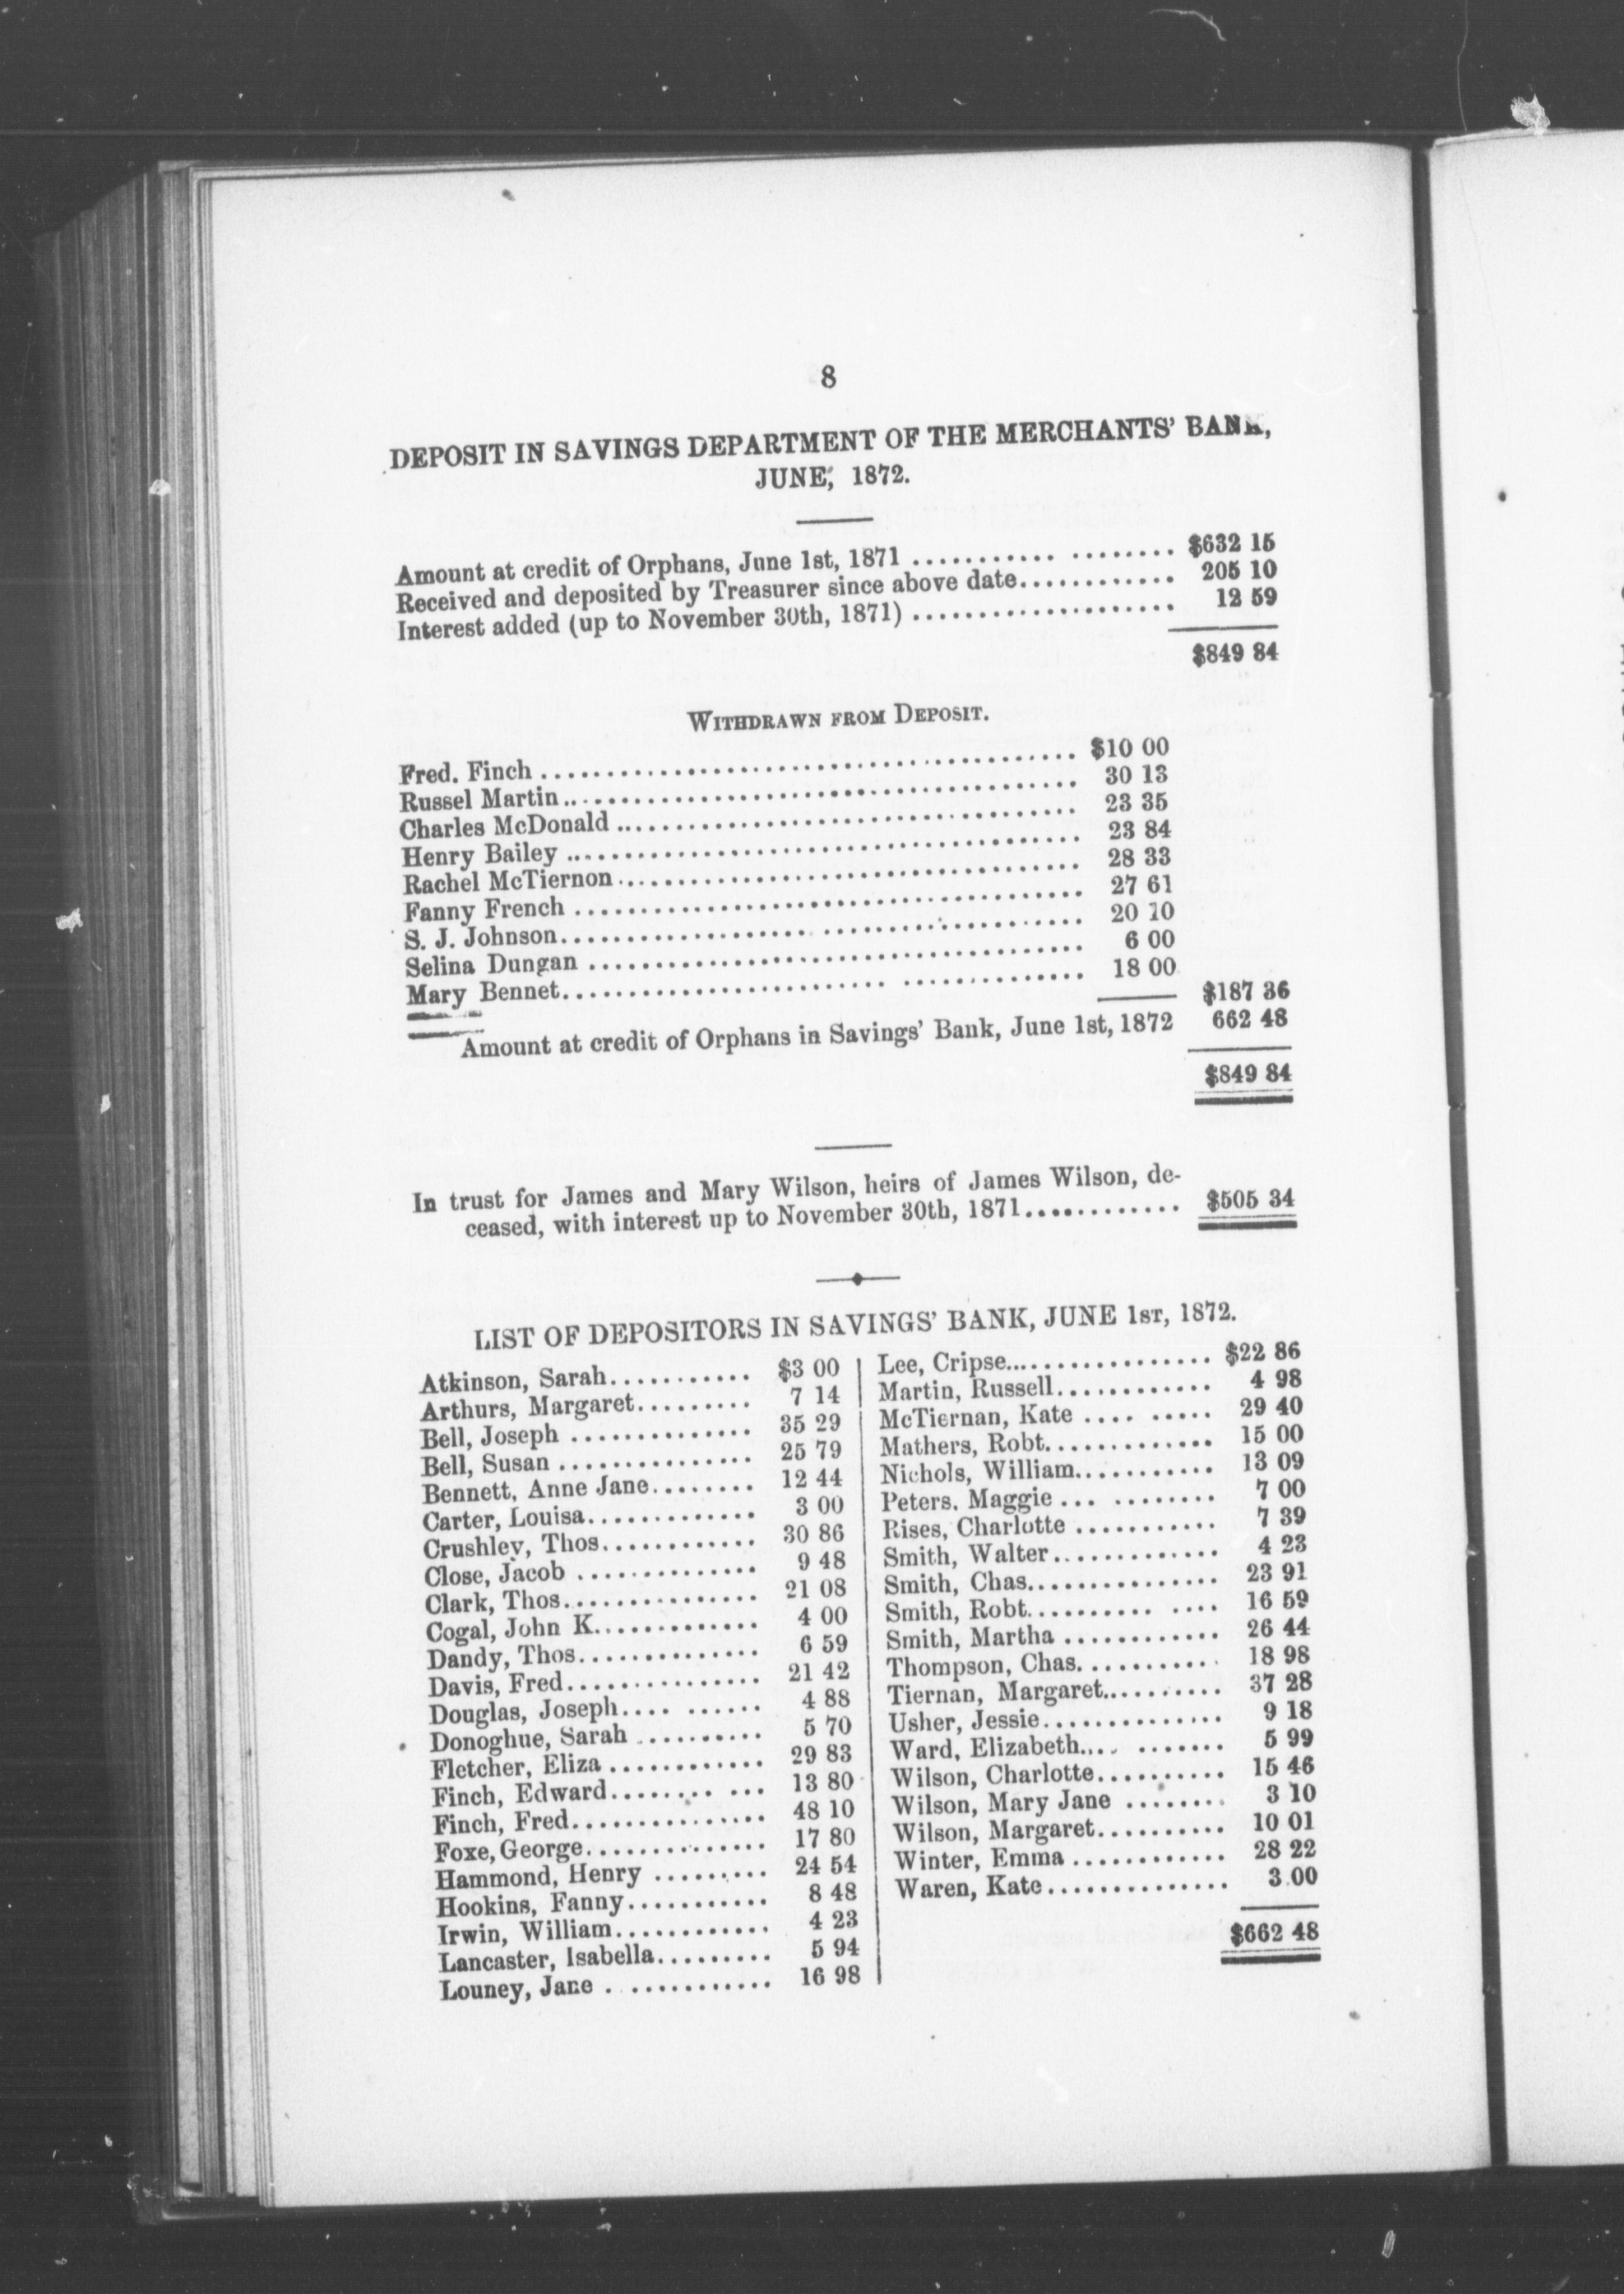 8
DEPOSIT IN SAVINGS DEPARTMENT OF THE MERCHANTS' BANK,
JUNE, 1872.
Amount at credit of Orphans, June 1st, 1871 ........... ........ $632 15
Received and deposited by Treasurer since above date............ 205 10
Interest added (up to November 30th, 1871) .................... 12 59
$849 84
WITHDRAWN FROM DEPOSIT.
Fred. Finch ........................................ $10 00
Russel Martin....................................... 30 13
Charles McDonald ................................... 23 35
Henry Bailey ....................................... 23 84
Rachel McTiernon.................................... 28 33
Fanny French ....................................... 27 61
S. J. Johnson................... .................... 20 10
Selina Dungan ...................................... 6 00
Mary Bennet......................... .............. 18 00
$187 36
Amount at credit of Orphans in Savings' Bank, June 1st, 1872 662 48
$849 84
In trust for James and Mary Wilson, heirs of James Wilson, de-
ceased, with interest up to November 30th, 1871............ $505 34
LIST OF DEPOSITORS IN SAVINGS' BANK, JUNE 1ST, 1872.
Atkinson, Sarah........... $3 00
Arthurs, Margaret......... 7 14
Bell, Joseph .............. 35 29
Bell, Susan ............... 25 79
Bennett, Anne Jane........ 12 44
Carter, Louisa............. 3 00
Crushley, Thos............ 30 86
Close, Jacob .............. 9 48
Clark, Thos............... 21 08
Cogal, John K............. 4 00
Dandy, Thos.............. 6 59
Davis, Fred............... 21 42
Douglas, Joseph.... ...... 4 88
Donoghue, Sarah .......... 5 70
Fletcher, Eliza ............ 29 83
Finch, Edward........ ... 13 80
Finch, Fred............... 48 10
Foxe, George.............. 17 80
Hammond, Henry ......... 24 54
Hookins, Fanny........... 8 48
Irwin, William............ 4 23
Lancaster, Isabella......... 5 94
Louney, Jane . ........... 16 98
Lee, Cripse................ $22 86
Martin, Russell............ 4 98
McTiernan, Kate .... ..... 29 40
Mathers, Robt............. 15 00
Nichols, William........... 13 09
Peters. Maggie ... ........ 7 00
Rises, Charlotte ........... 7 39
Smith, Walter............. 4 23
Smith, Chas............... 23 91
Smith, Robt.......... .... 16 59
Smith, Martha ............ 26 44
Thompson, Chas........... 18 98
Tiernan, Margaret.......... 37 28
Usher, Jessie.............. 9 18
Ward, Elizabeth.... ....... 5 99
Wilson, Charlotte.......... 15 46
Wilson, Mary Jane ........ 3 10
Wilson, Margaret.......... 10 01
Winter, Emma ............ 28 22
Waren, Kate.............. 3.00
$662 48